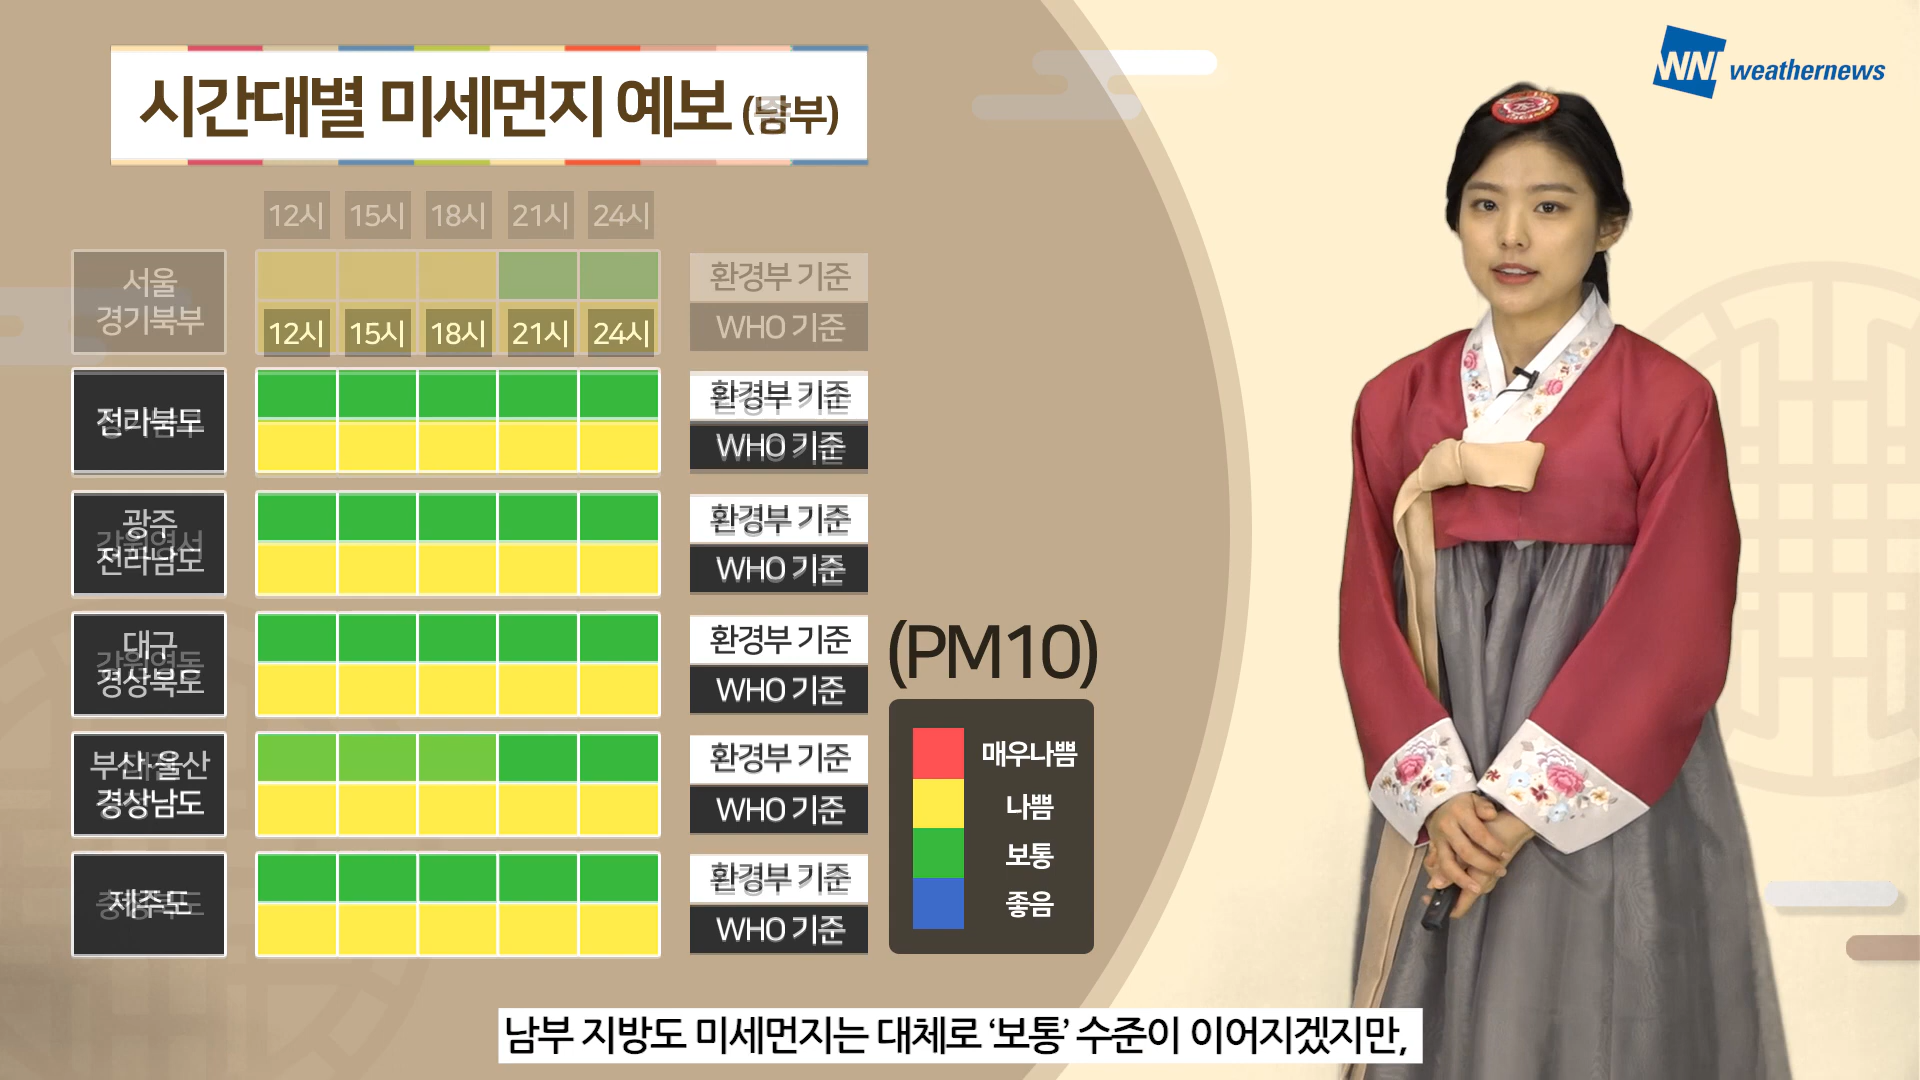 시간대별 미세먼지 예보 (남부)
WNI weathernews
12시 15시 18시 21시 24시
서울
경기북부
환경부 기준
WHO 기준
12시 15시 18시 21시 24시
전라북도
환경부 기준
WHO 기준
광주
전라남도
환경부 기준
WHO 기준
대구
경상북도
환경부 기준
WHO 기준
부산·울산
경상남도
환경부 기준
WHO 기준
제주도
환경부 기준
WHO 기준
(PM10)
매우나쁨
나쁨
보통
좋음
남부 지방도 미세먼지는 대체로 ‘보통’ 수준이 이어지겠지만,